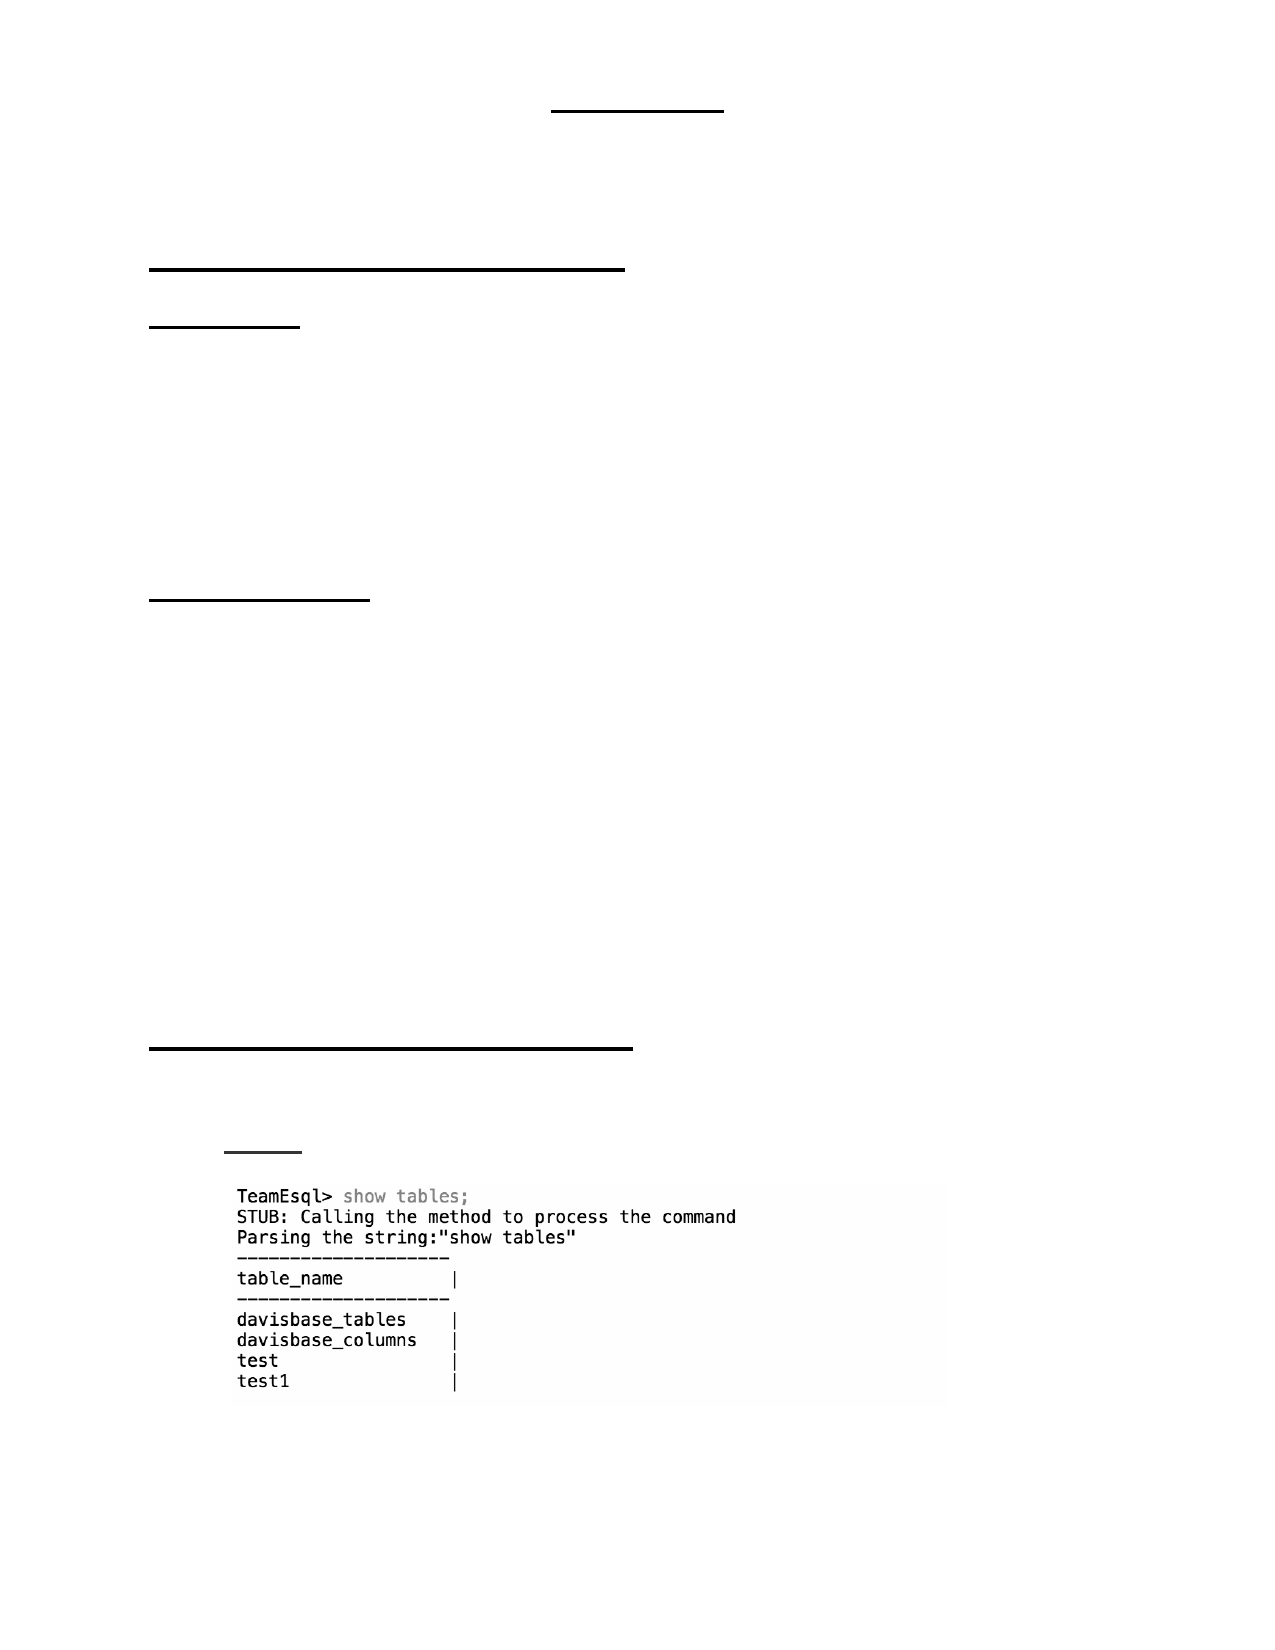 TeamEsql> show tables;
STUB: Calling the method to process the command
Parsing the string:"show tables"
--------------------
table_name          |
--------------------
davisbase_tables    |
davisbase_columns   |
test                |
test1               |